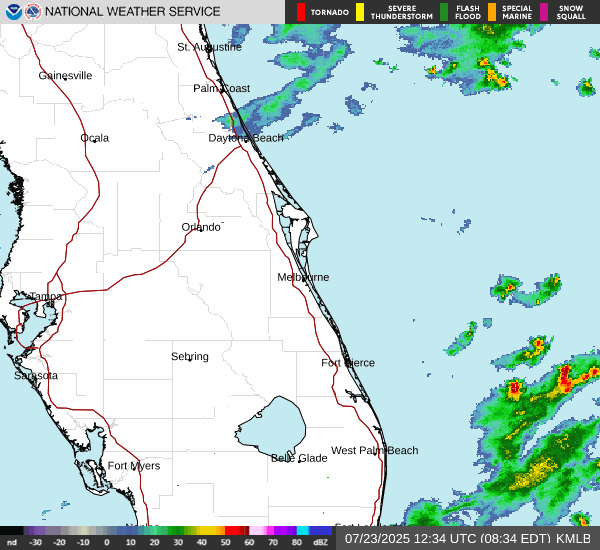 NATIONAL WEATHER SERVICE
TORNADO
SEVERE THUNDERSTORM
FLASH FLOOD
SPECIAL MARINE
SNOW SQUALL
St. Augustine
Gainesville
Palm Coast
Ocala
Daytona Beach
Orlando
Melbourne
Tampa
Sebring
Fort Pierce
Sarasota
West Palm Beach
Belle Glade
Fort Myers
nd -30 -20 -10 0 10 20 30 40 50 60 70 80 dBZ
07/23/2025 12:34 UTC (08:34 EDT) KMLB